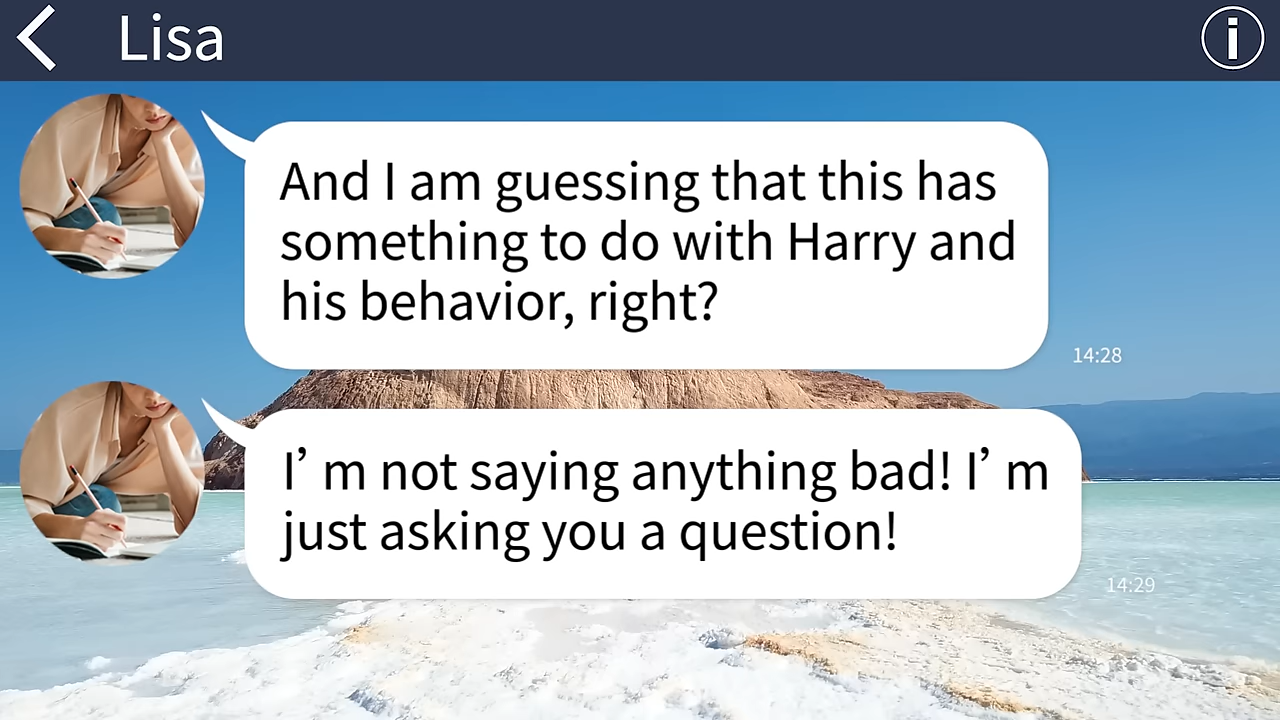 Lisa
And I am guessing that this has
something to do with Harry and
his behavior, right?
14:28
I’m not saying anything bad! I’m
just asking you a question!
14:29